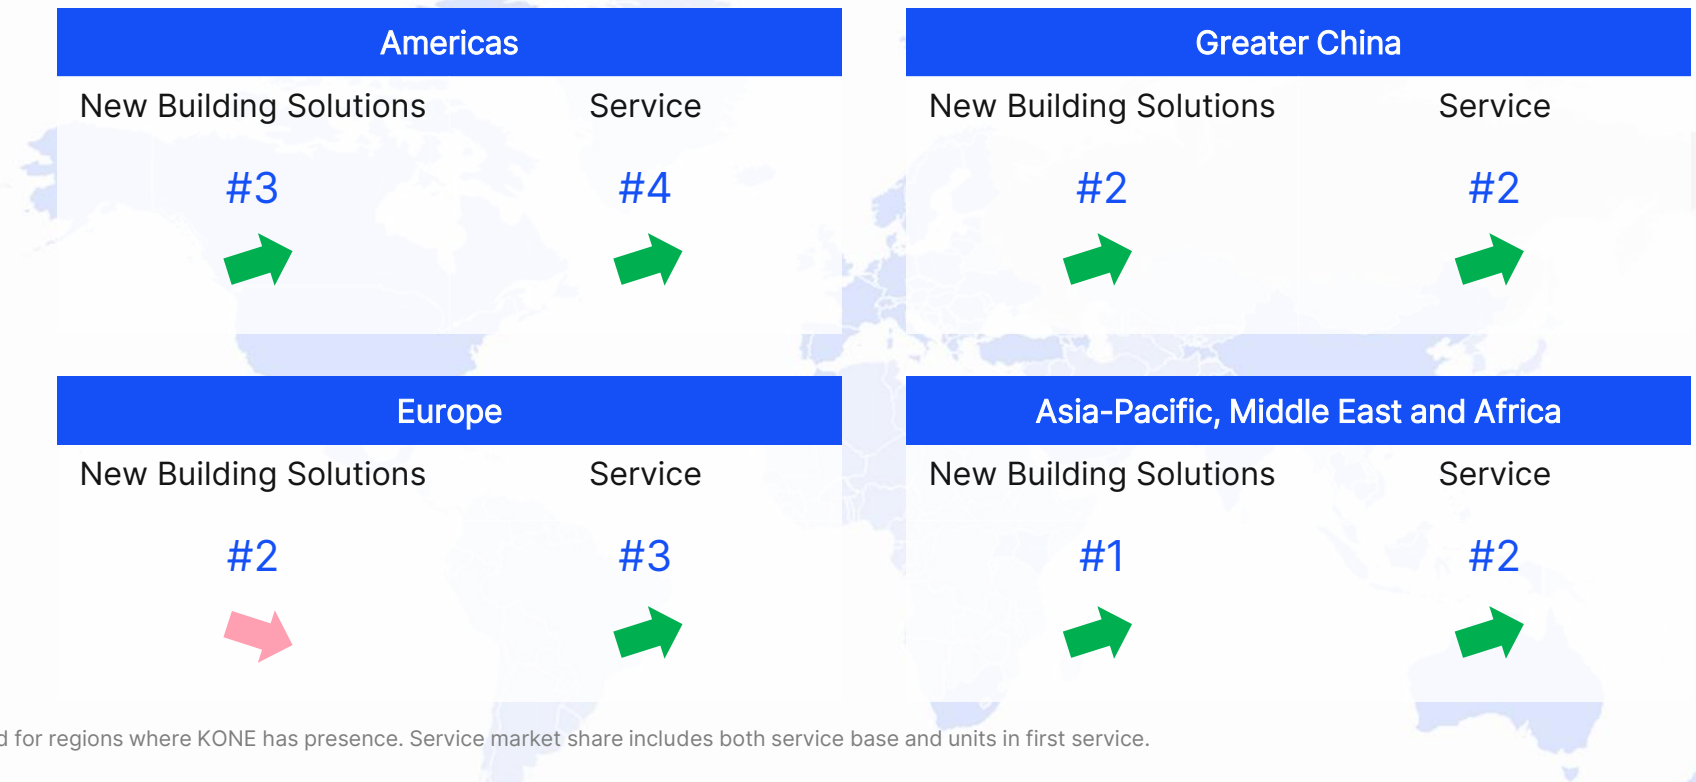 Americas
New Building Solutions Service
#3 #4
Greater China
New Building Solutions Service
#2 #2
Europe
New Building Solutions Service
#2 #3
Asia-Pacific, Middle East and Africa
New Building Solutions Service
#1 #2
for regions where KONE has presence. Service market share includes both service base and units in first service.